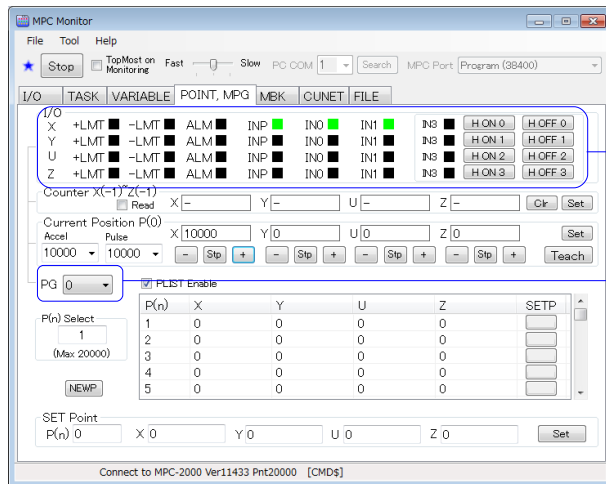 MPC Monitor
File Tool Help
Stop TopMost on Monitoring Fast Slow PC COM 1 Search MPC Port Program (38400)
I/O TASK VARIABLE POINT, MPG MBK CUNET FILE
I/O
X +LMT -LMT ALM INP IN0 IN1 IN3 H ON 0 H OFF 0
Y +LMT -LMT ALM INP IN0 IN1 IN3 H ON 1 H OFF 1
U +LMT -LMT ALM INP IN0 IN1 IN3 H ON 2 H OFF 2
Z +LMT -LMT ALM INP IN0 IN1 IN3 H ON 3 H OFF 3
Counter X(-1)~Z(-1)
Read X - Y - U - Z - Clr Set
Current Position P(0)
Accel Pulse X 10000 Y 0 U 0 Z 0 Set
10000 10000 - Stp + - Stp + - Stp + - Stp + Teach
PG 0 PLIST Enable
P(n) X Y U Z SETP
P(n) Select
1
(Max 20000)
NEWP
1 0 0 0 0
2 0 0 0 0
3 0 0 0 0
4 0 0 0 0
5 0 0 0 0
SET Point
P(n) 0 X 0 Y 0 U 0 Z 0 Set
Connect to MPC-2000 Ver11433 Pnt20000 [CMD$]